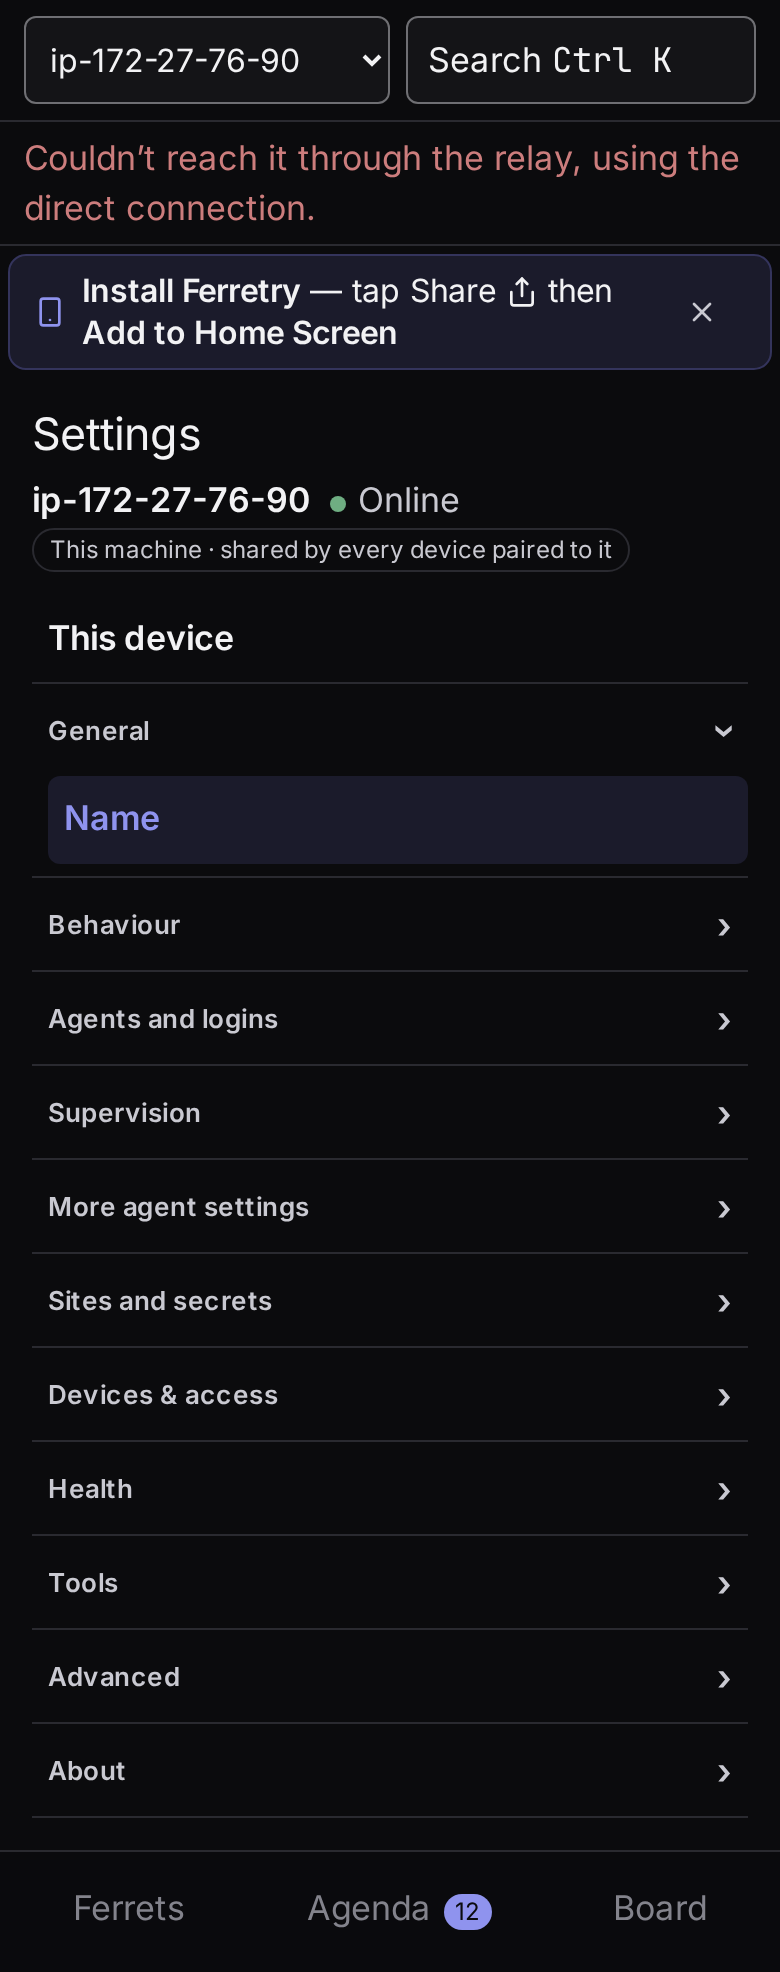 ip-172-27-76-90
Search Ctrl K
Couldn’t reach it through the relay, using the
direct connection.
Install Ferretry — tap Share then
Add to Home Screen
Settings
ip-172-27-76-90 Online
This machine · shared by every device paired to it
This device
General
Name
Behaviour
Agents and logins
Supervision
More agent settings
Sites and secrets
Devices & access
Health
Tools
Advanced
About
Ferrets Agenda 12 Board